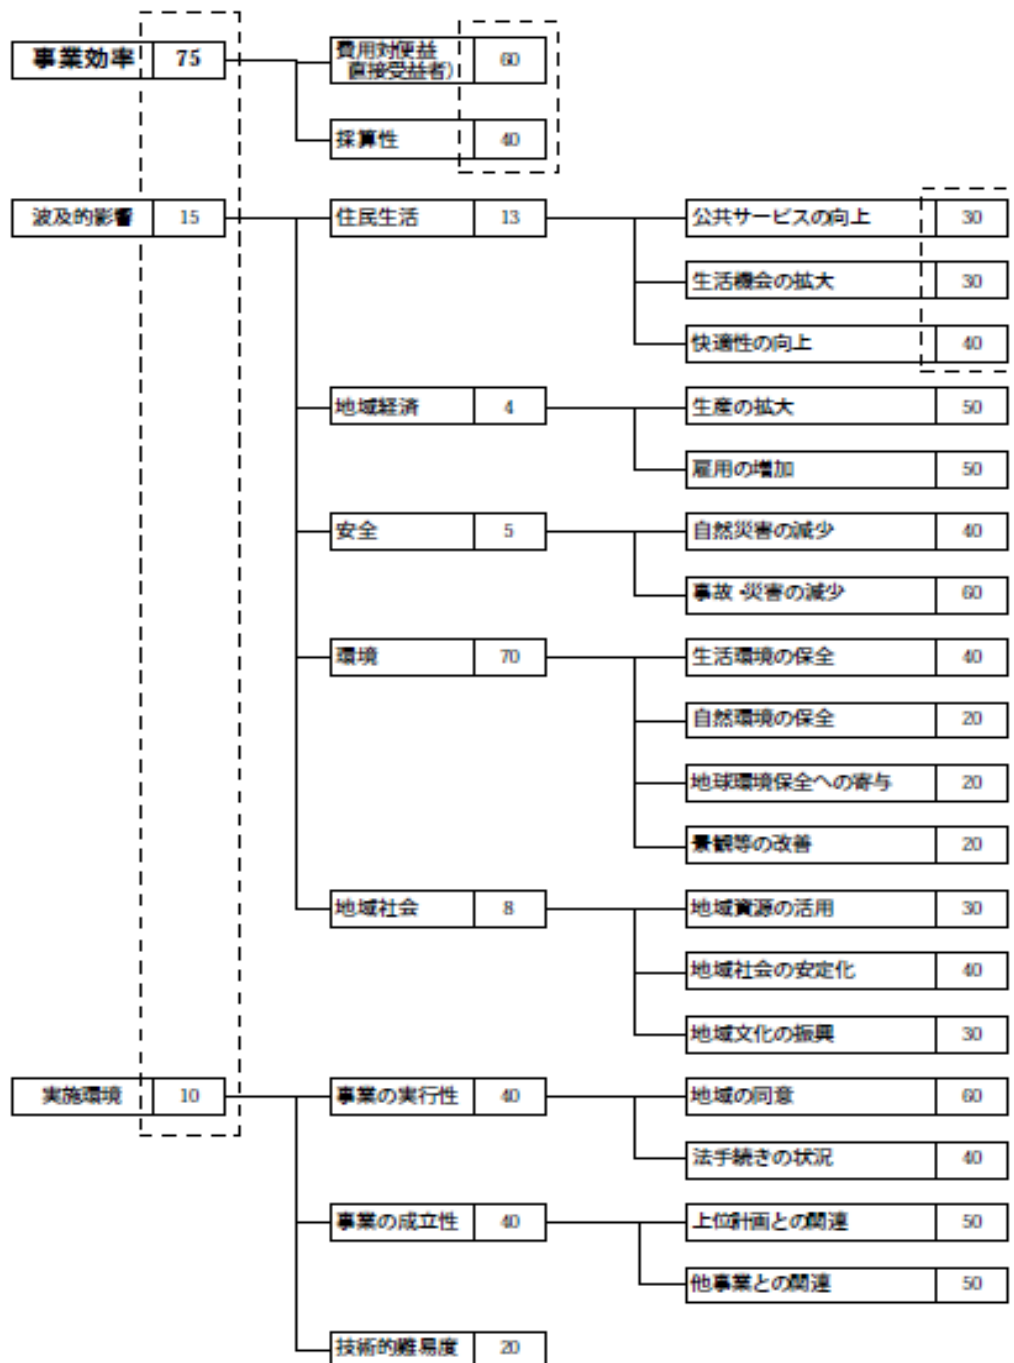 事業効率 75
費用対便益 60
直接受益者)
採算性 40
波及的影響 15
住民生活 13
公共サービスの向上 30
生活機会の拡大 30
快適性の向上 40
地域経済 4
生産の拡大 50
雇用の増加 50
安全 5
自然災害の減少 40
事故・災害の減少 60
環境 70
生活環境の保全 40
自然環境の保全 20
地球環境保全への寄与 20
景観等の改善 20
地域社会 8
地域資源の活用 30
地域社会の安定化 40
地域文化の振興 30
実施環境 10
事業の実行性 40
地域の同意 60
法手続きの状況 40
事業の成立性 40
上位計画との関連 50
他事業との関連 50
技術的難易度 20